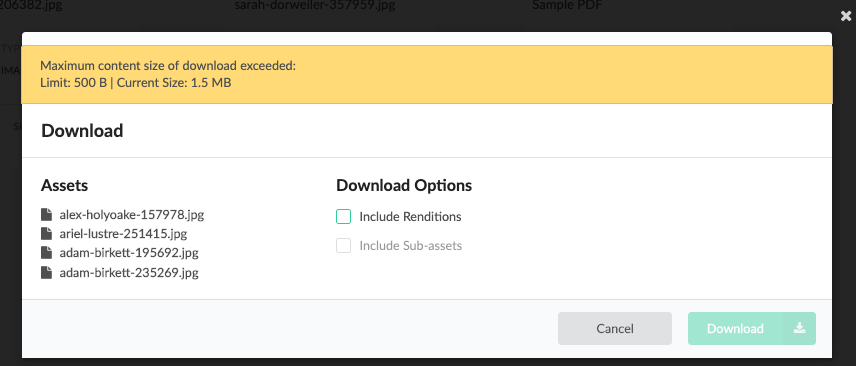 206382.jpg
sarah-dorweiler-357959.jpg
Sample PDF
TYP
IMA
Maximum content size of download exceeded:
Limit: 500 B | Current Size: 1.5 MB
Download
Assets
alex-holyoake-157978.jpg
ariel-lustre-251415.jpg
adam-birkett-195692.jpg
adam-birkett-235269.jpg
Download Options
Include Renditions
Include Sub-assets
Cancel
Download